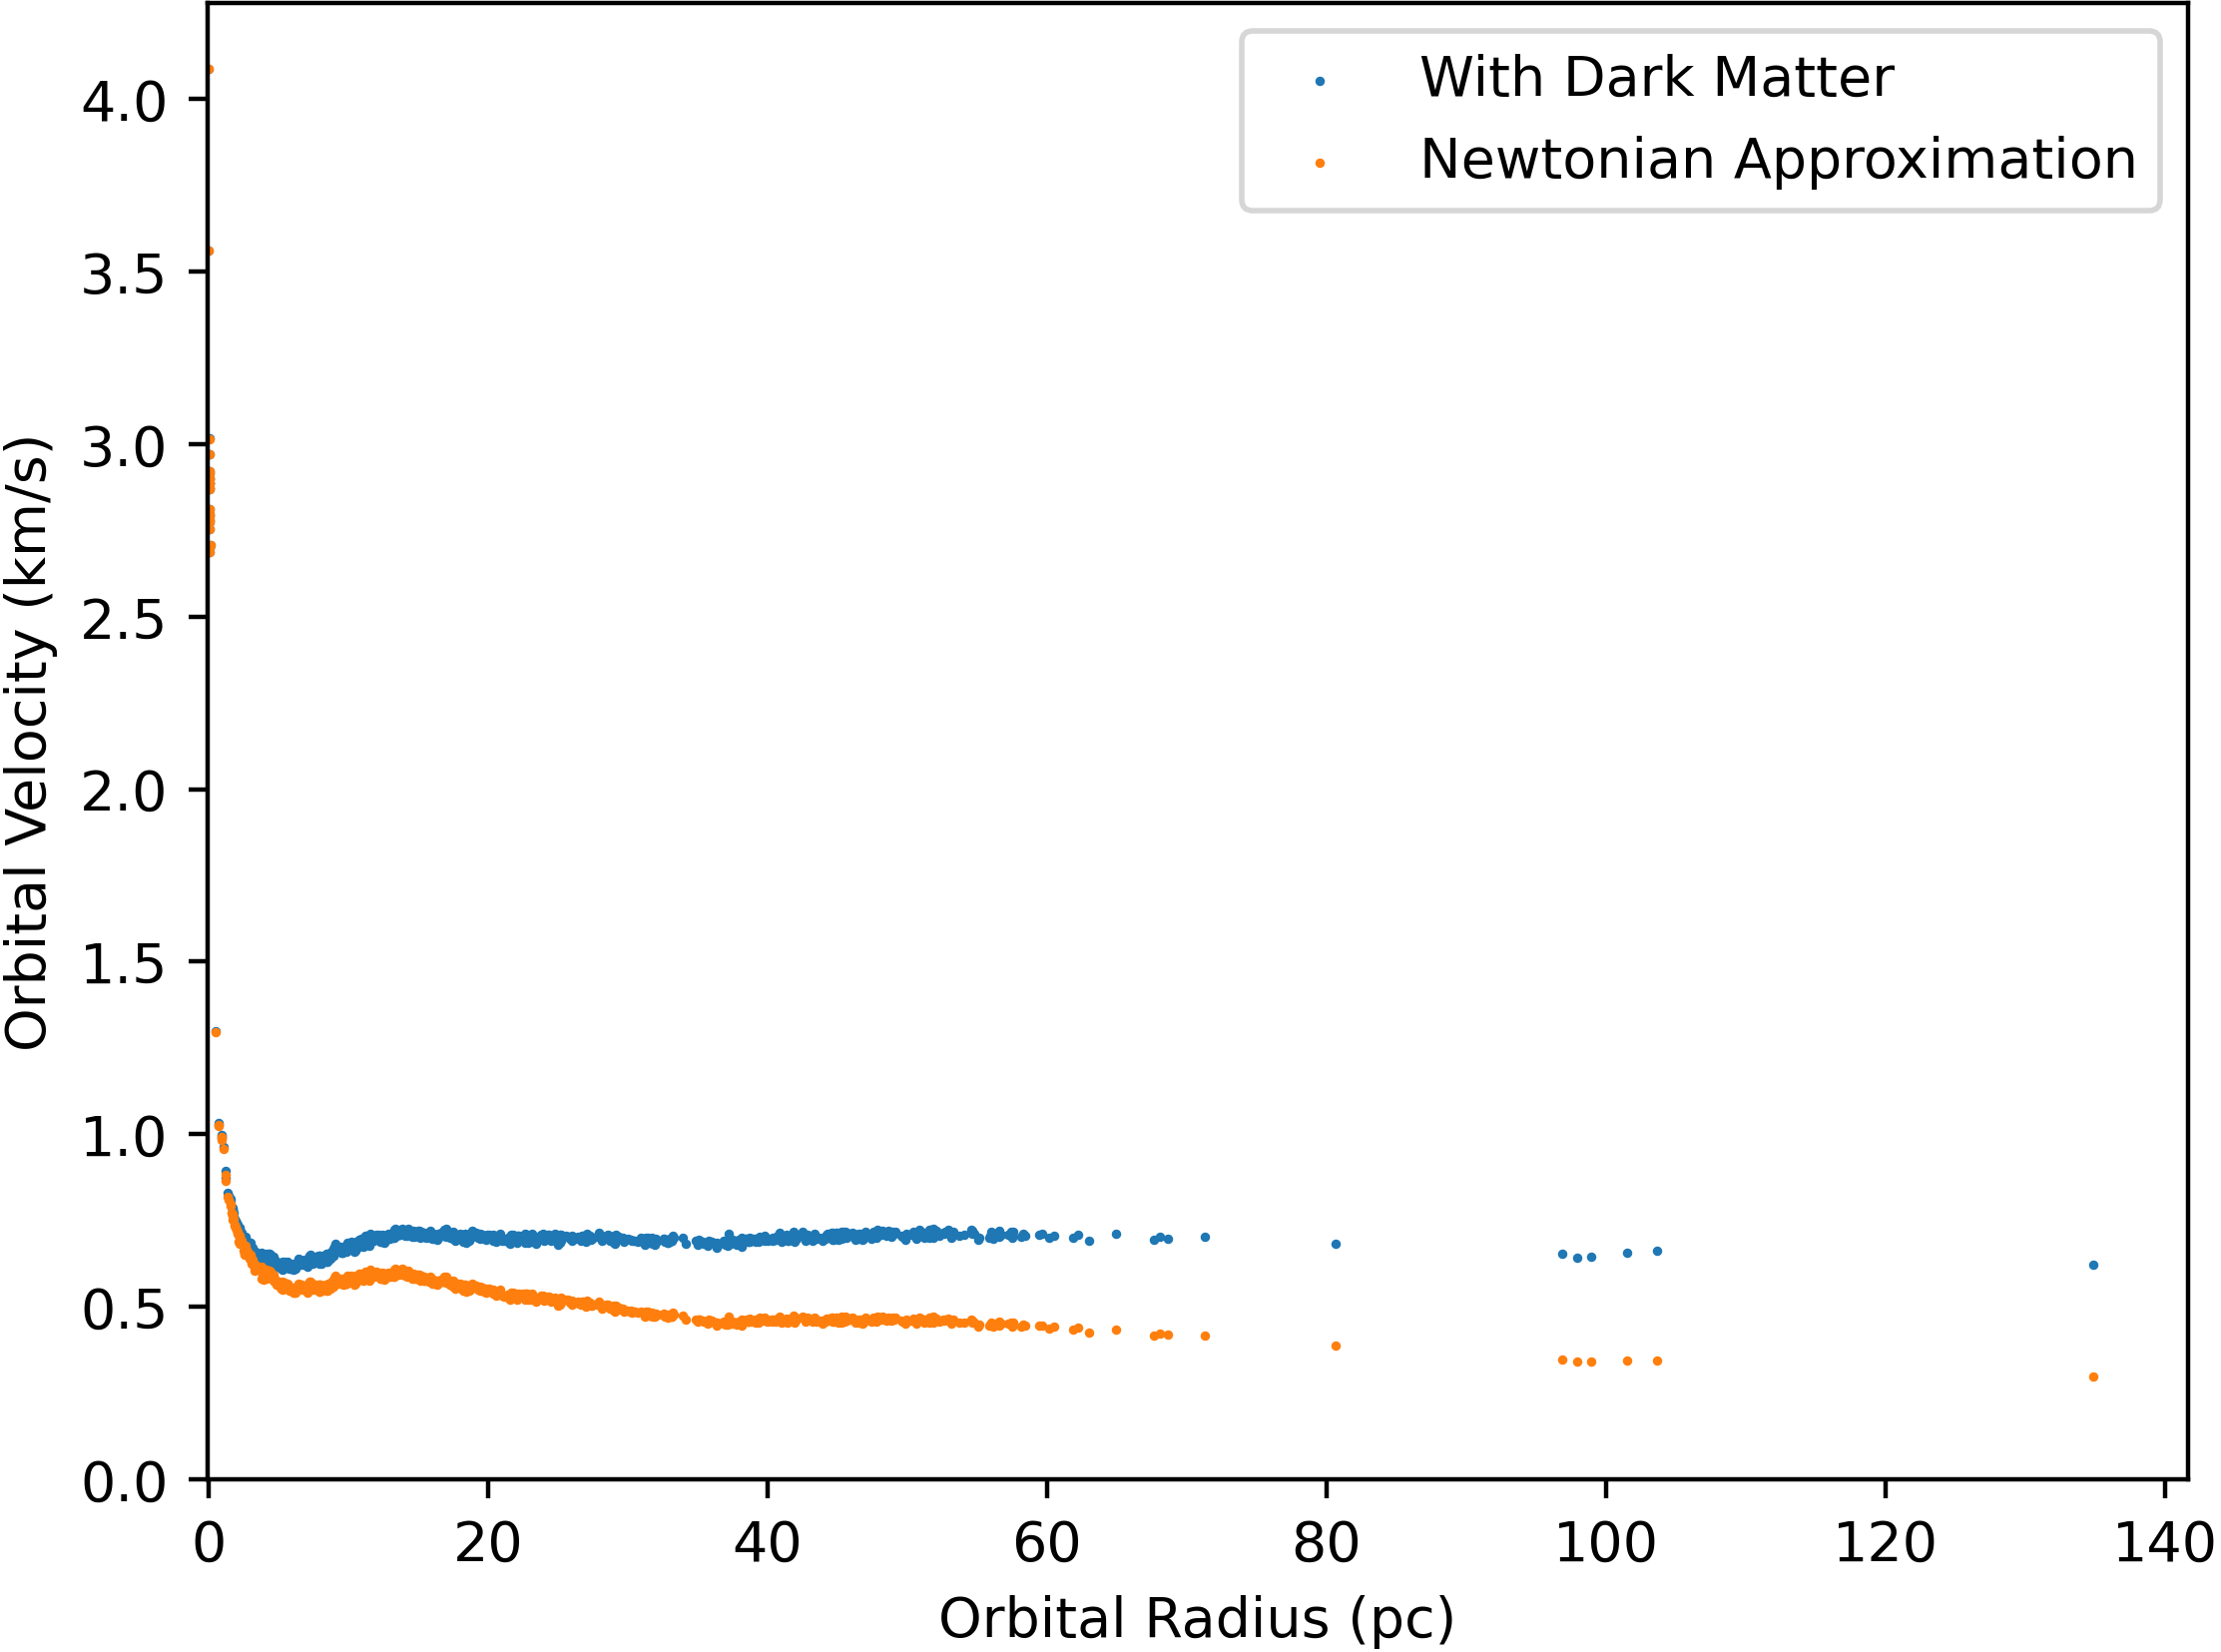 With Dark Matter
Newtonian Approximation
4.0
3.5
3.0
2.5
2.0
1.5
1.0
0.5
0.0
Orbital Velocity (km/s)
0 20 40 60 80 100 120 140
Orbital Radius (pc)